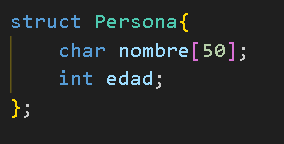 struct Persona{
    char nombre[50];
    int edad;
};